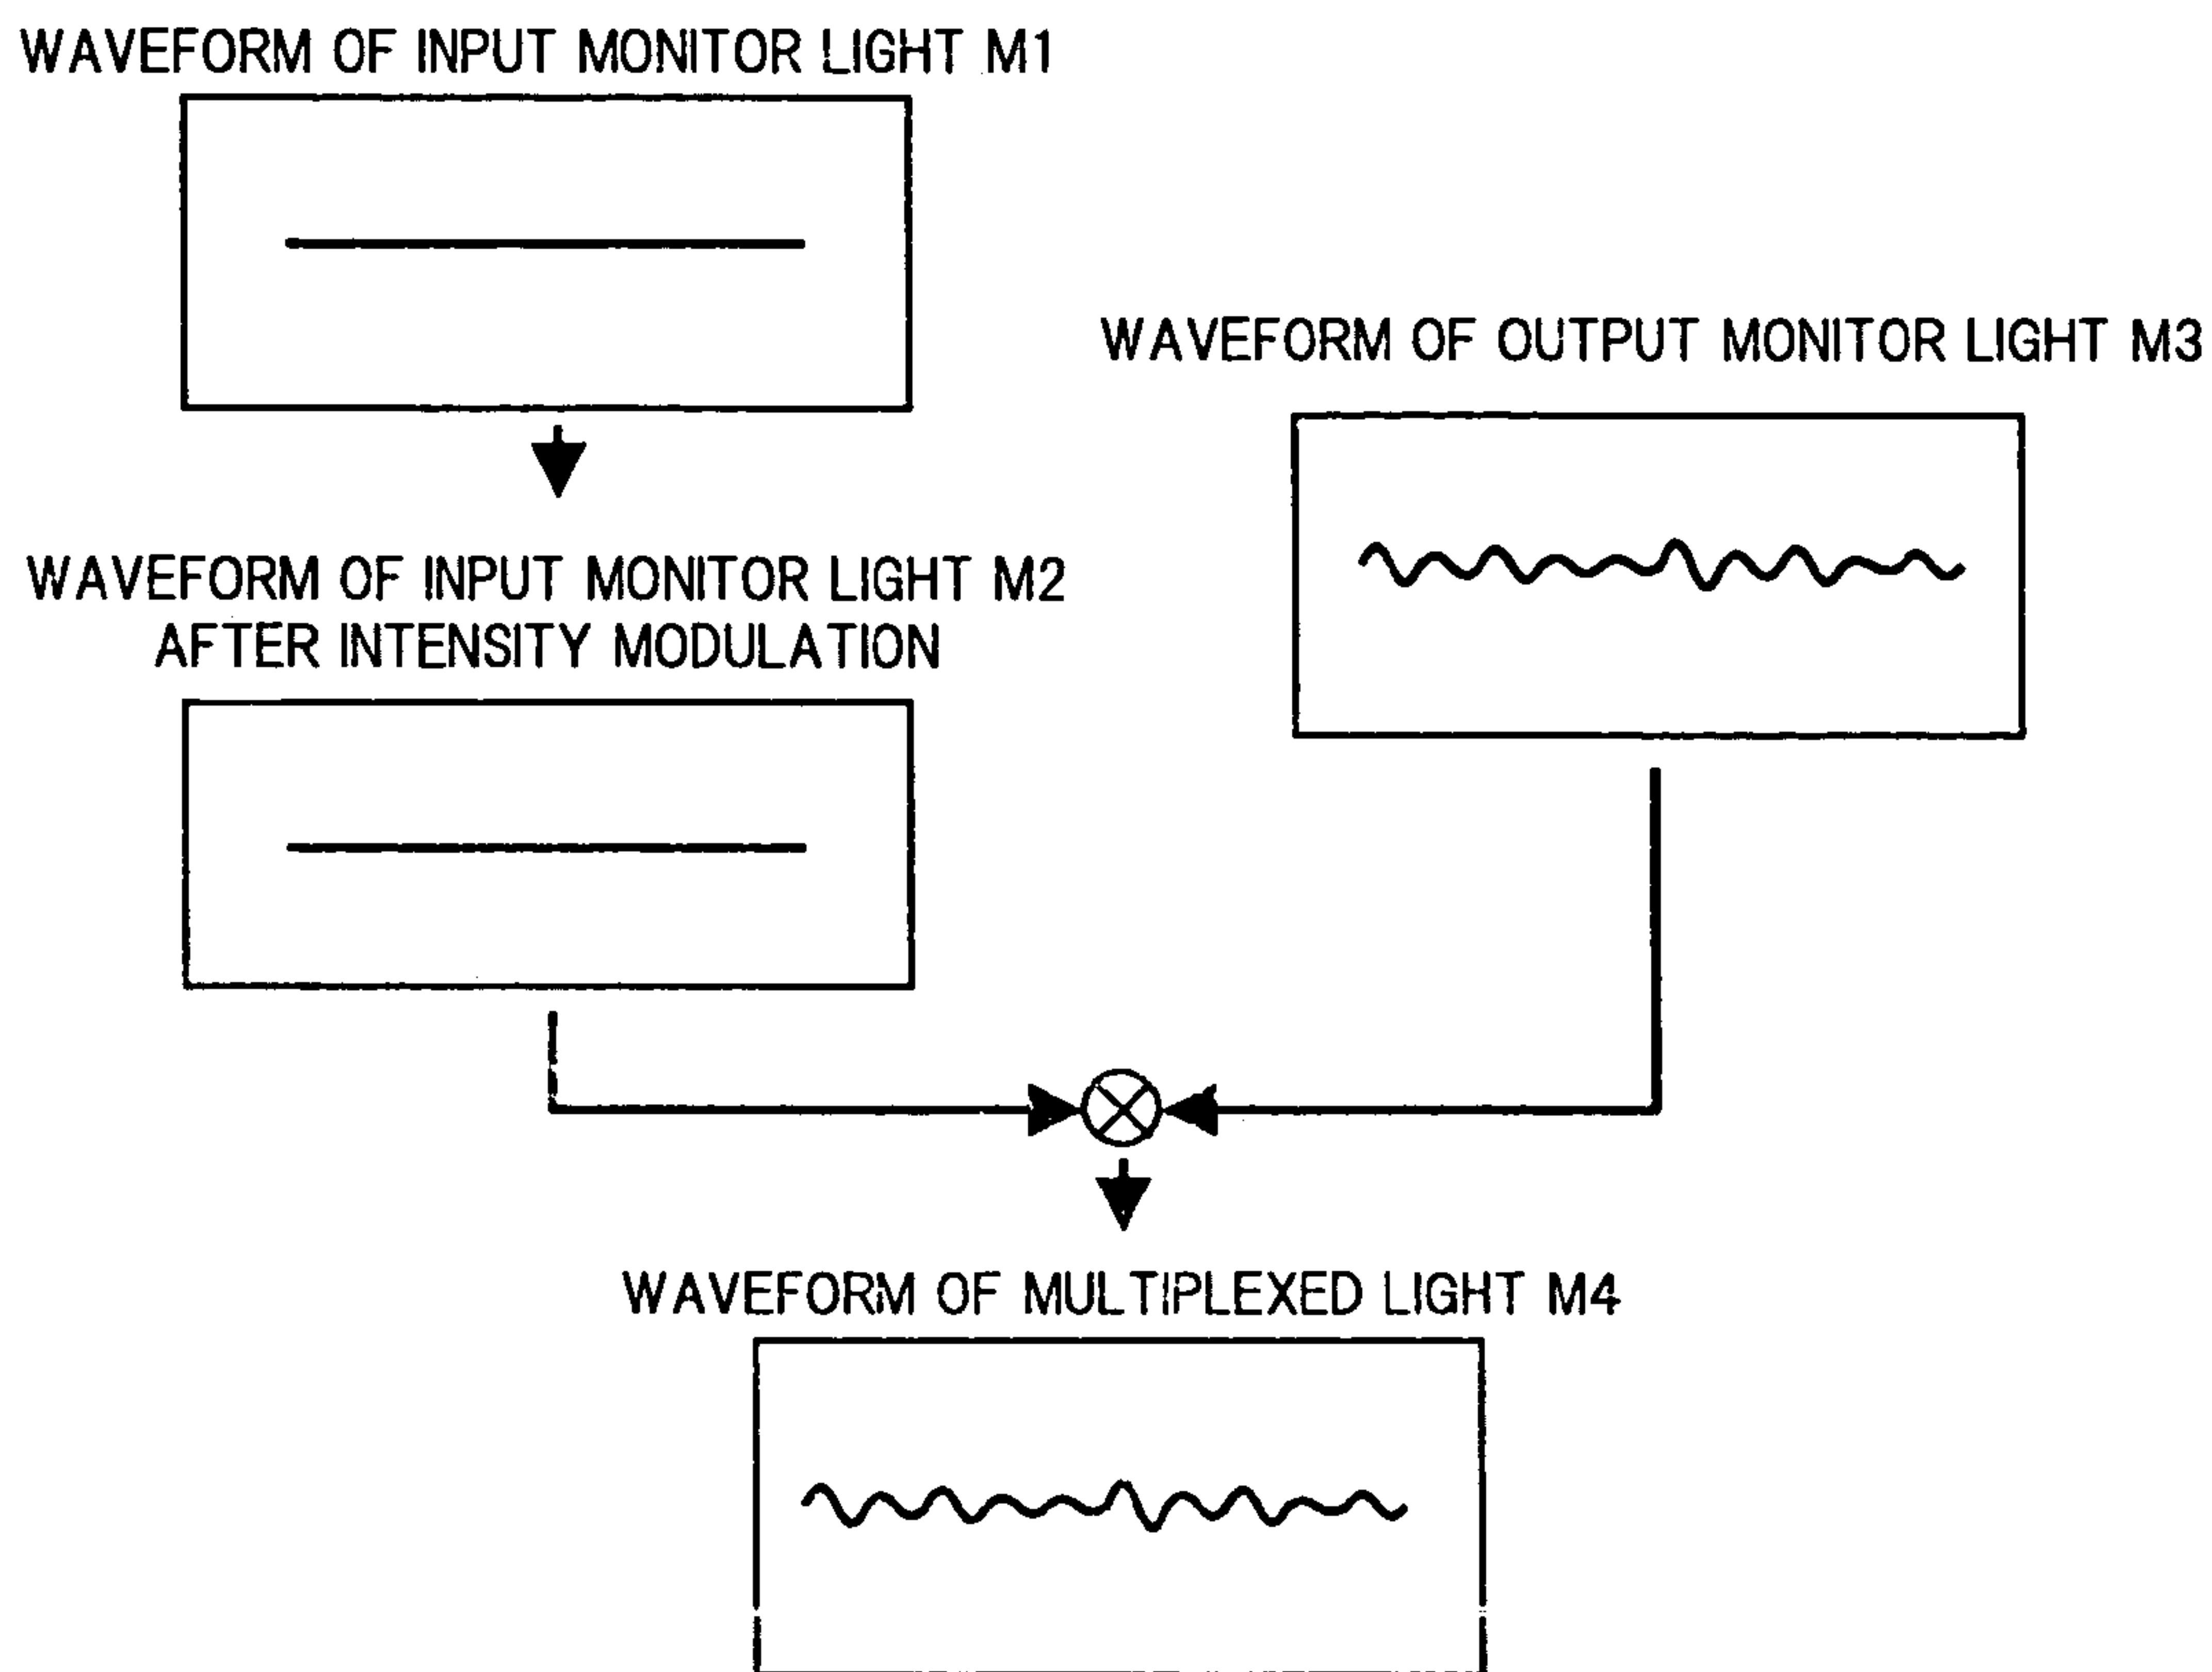 WAVEFORM OF INPUT MONITOR LIGHT M1
WAVEFORM OF OUTPUT MONITOR LIGHT M3
WAVEFORM OF INPUT MONITOR LIGHT M2
AFTER INTENSITY MODULATION
WAVEFORM OF MULTIPLEXED LIGHT M4